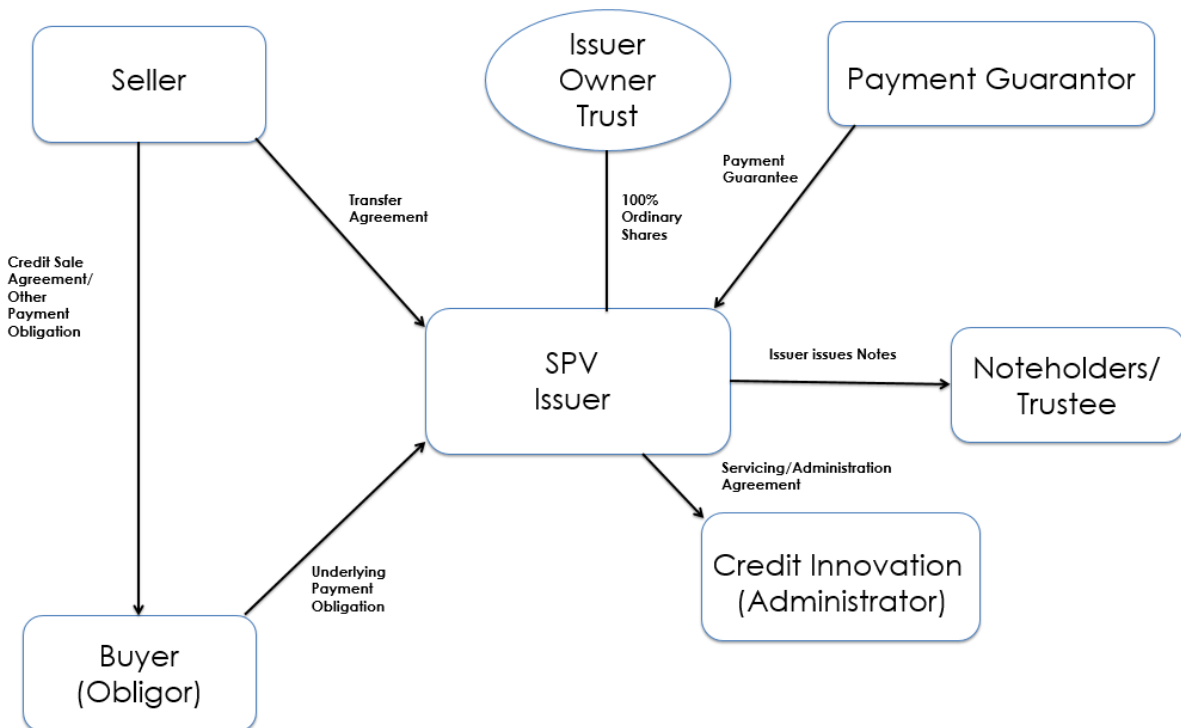 Seller
Issuer
Owner
Trust
Payment Guarantor
Transfer
Agreement
100%
Ordinary
Shares
Payment
Guarantee
Credit Sale
Agreement/
Other
Payment
Obligation
SPV
Issuer
Issuer issues Notes
Noteholders/
Trustee
Servicing/Administration
Agreement
Underlying
Payment
Obligation
Credit Innovation
(Administrator)
Buyer
(Obligor)